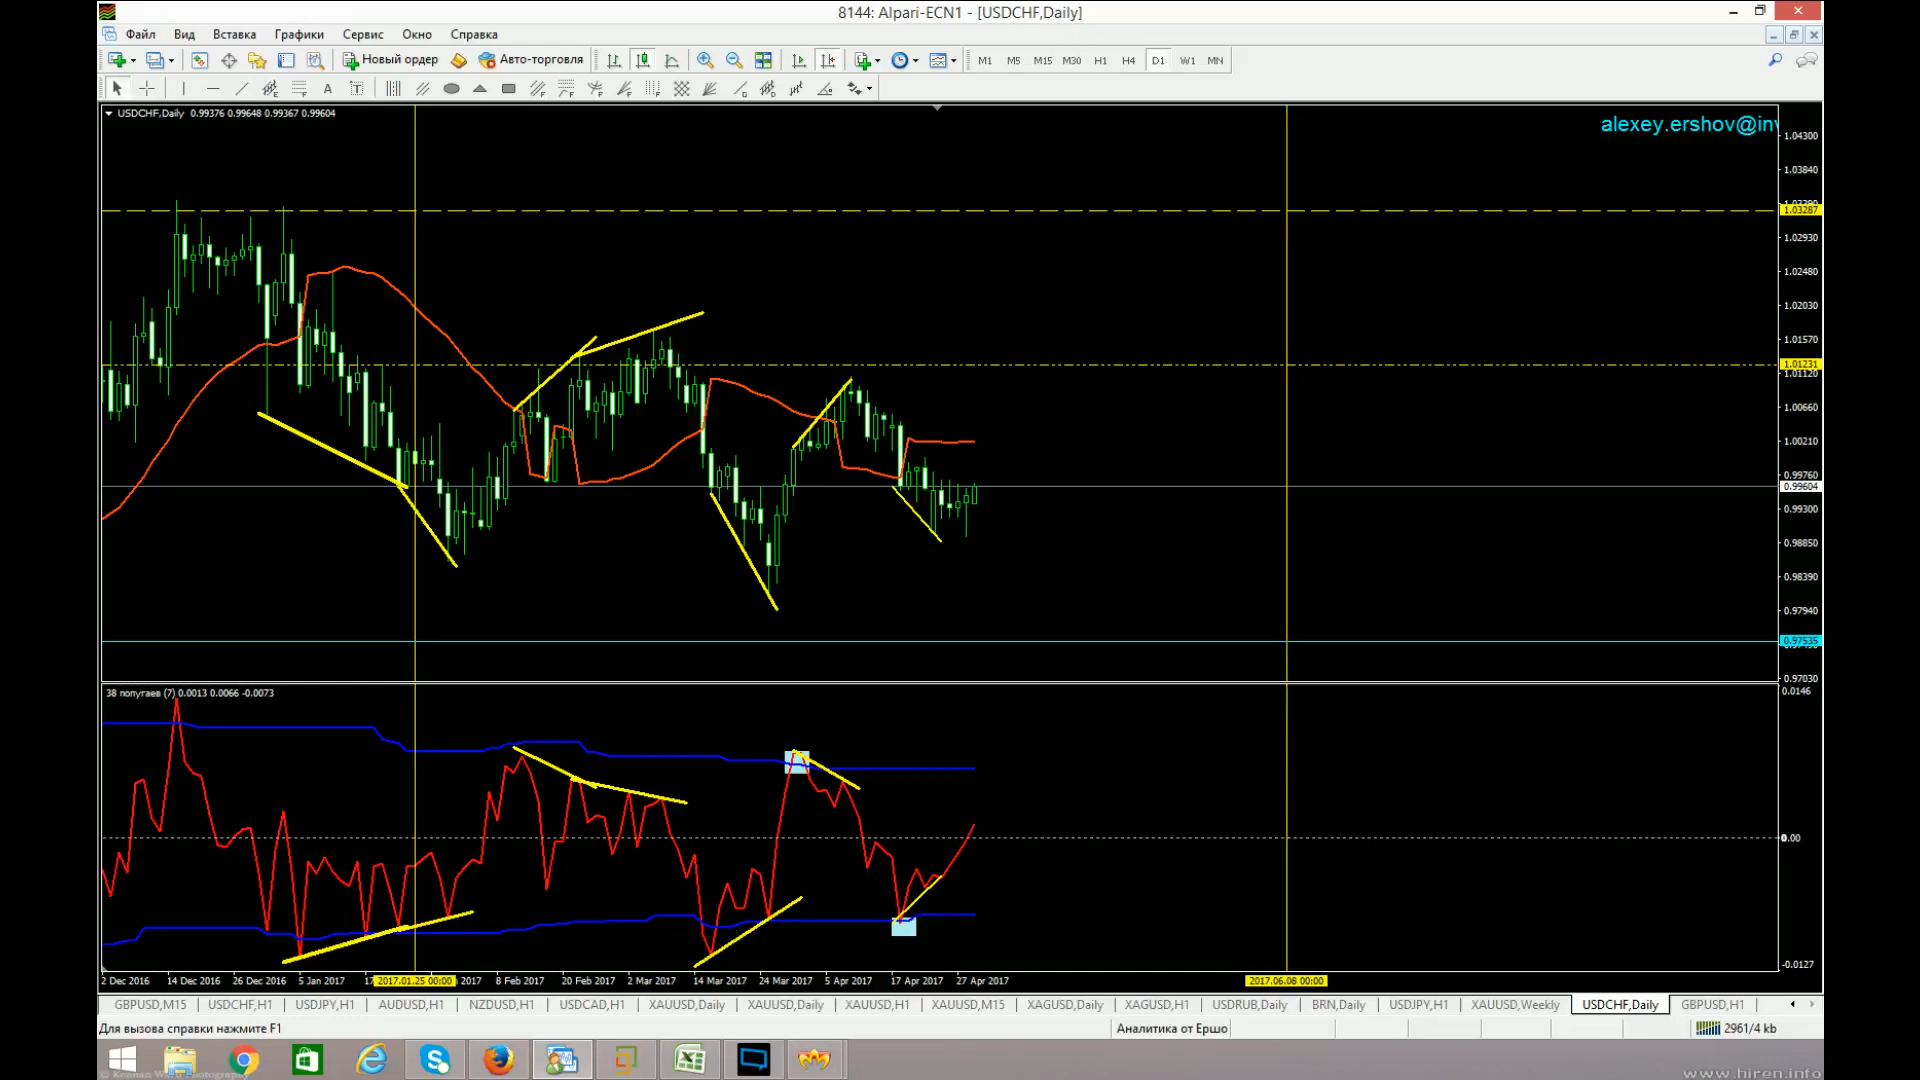 8144: Alpari-ECN1 - [USDCHF,Daily]
Файл Вид Вставка Графики Сервис Окно Справка
Новый ордер Авто-торговля M1 M5 M15 M30 H1 H4 D1 W1 MN
USDCHF,Daily 0.99376 0.99648 0.99367 0.99604
alexey.ershov@inv
1.04300
1.03840
1.03287
1.02930
1.02480
1.02030
1.01570
1.01231
1.01120
1.00660
1.00210
0.99760
0.99604
0.99300
0.98850
0.98390
0.97940
0.97535
0.97030
38 попугаев (7) 0.0013 0.0066 -0.0073
0.0146
0.00
-0.0127
2 Dec 2016 14 Dec 2016 26 Dec 2016 5 Jan 2017 17 2017.01.25 00:00 2017 8 Feb 2017 20 Feb 2017 2 Mar 2017 14 Mar 2017 24 Mar 2017 5 Apr 2017 17 Apr 2017 27 Apr 2017 2017.06.08 00:00
GBPUSD,M15 USDCHF,H1 USDJPY,H1 AUDUSD,H1 NZDUSD,H1 USDCAD,H1 XAUUSD,Daily XAUUSD,Daily XAUUSD,H1 XAUUSD,M15 XAGUSD,Daily XAGUSD,H1 USDRUB,Daily BRN,Daily USDJPY,H1 XAUUSD,Weekly USDCHF,Daily GBPUSD,H1
Для вызова справки нажмите F1 Аналитика от Ершо 2961/4 kb
www.hiren.info